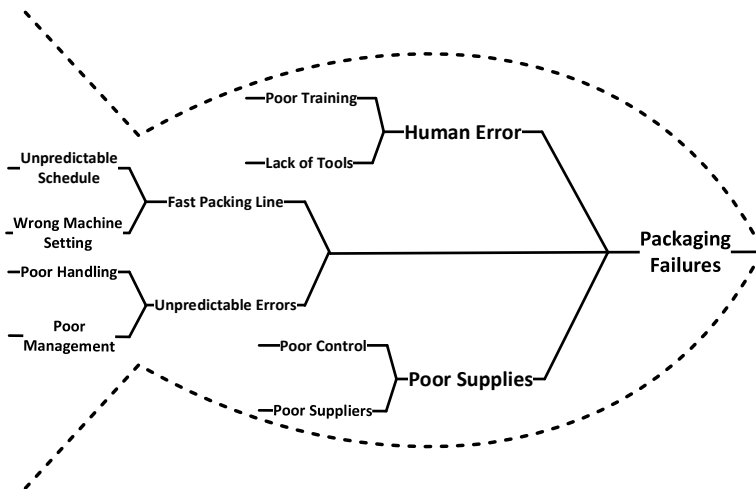 Poor Training
Human Error
Lack of Tools
Unpredictable
Schedule
Fast Packing Line
Wrong Machine
Setting
Packaging
Failures
Poor Handling
Unpredictable Errors
Poor
Management
Poor Control
Poor Supplies
Poor Suppliers